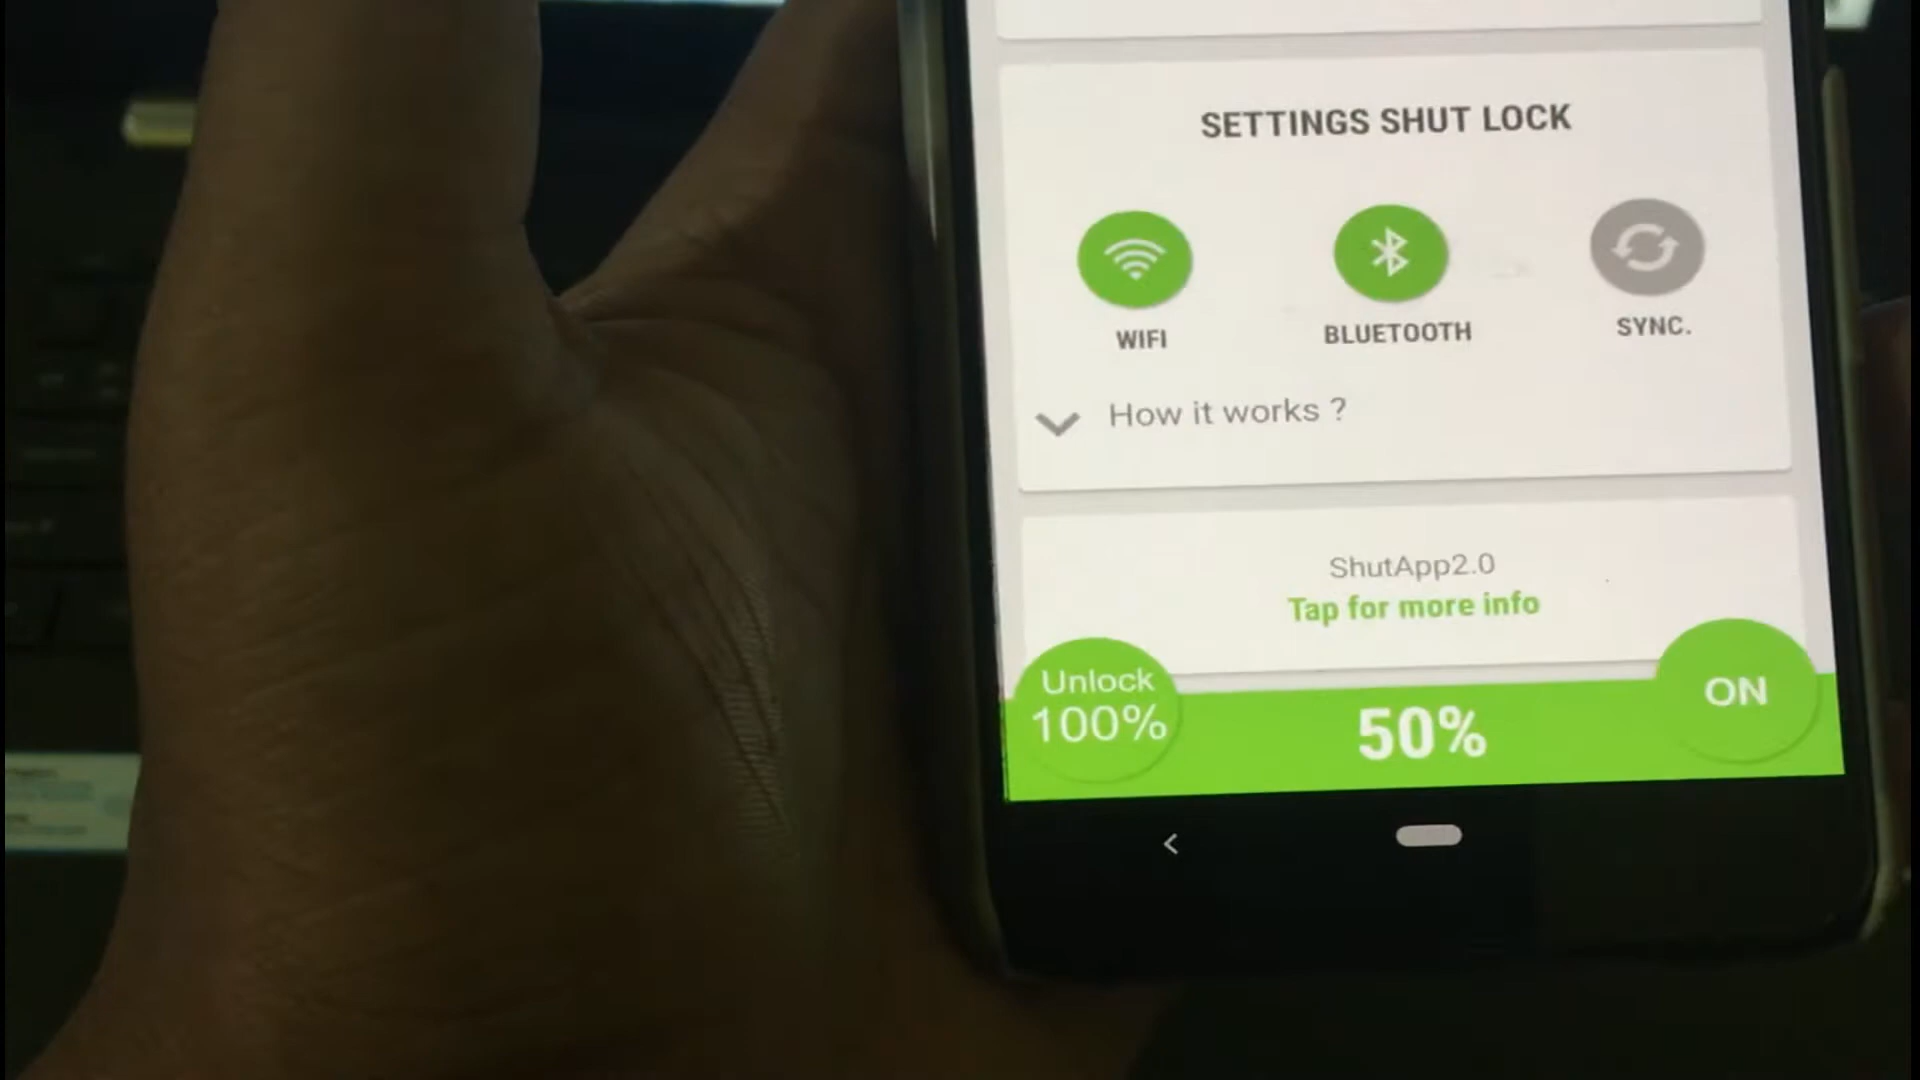 SETTINGS SHUT LOCK
WIFI
BLUETOOTH
SYNC.
How it works ?
ShutApp2.0
Tap for more info
Unlock
100%
50%
ON